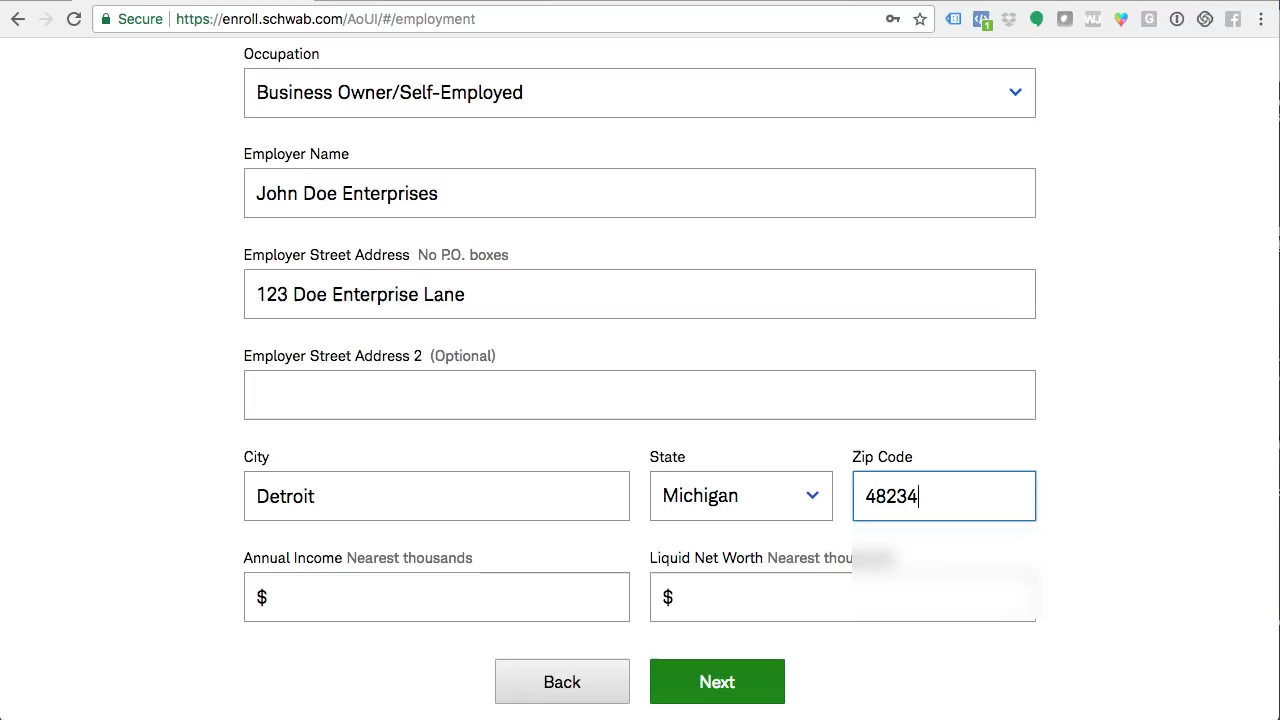 Secure https://enroll.schwab.com/AoUI/#/employment
1
Occupation
Business Owner/Self-Employed
Employer Name
John Doe Enterprises
Employer Street Address No P.O. boxes
123 Doe Enterprise Lane
Employer Street Address 2 (Optional)
City State Zip Code
Detroit Michigan 48234
Annual Income Nearest thousands Liquid Net Worth Nearest thou
$ $
Back Next